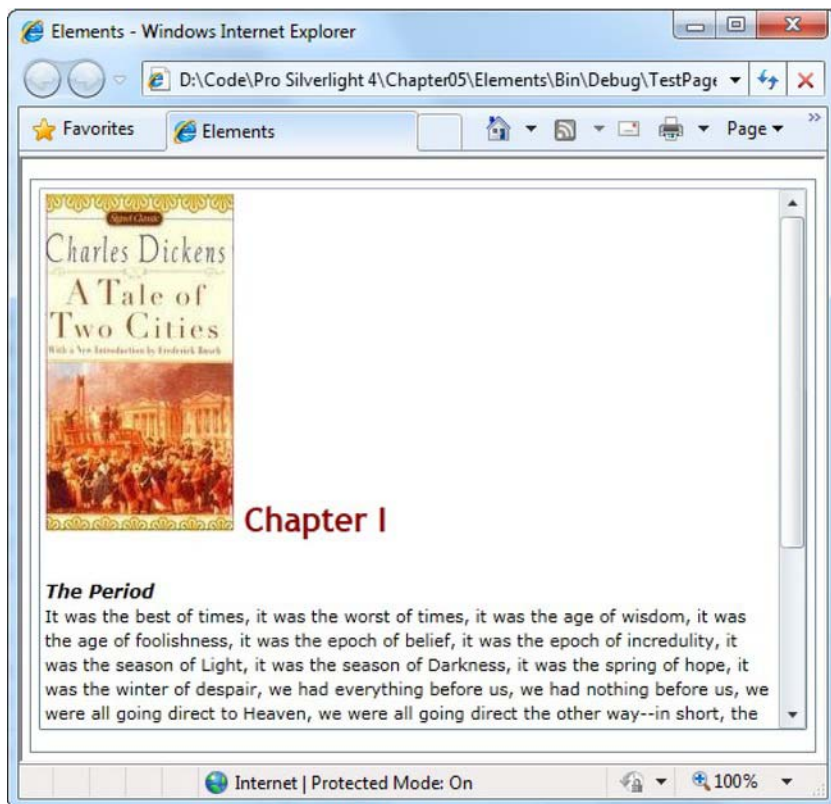 Elements - Windows Internet Explorer
D:\Code\Pro Silverlight 4\Chapter05\Elements\Bin\Debug\TestPage
Favorites
Elements
Page
Signet Classic
Charles Dickens
A Tale of
Two Cities
With a New Introduction by Frederick Busch
Chapter I
The Period
It was the best of times, it was the worst of times, it was the age of wisdom, it was
the age of foolishness, it was the epoch of belief, it was the epoch of incredulity, it
was the season of Light, it was the season of Darkness, it was the spring of hope, it
was the winter of despair, we had everything before us, we had nothing before us, we
were all going direct to Heaven, we were all going direct the other way--in short, the
Internet | Protected Mode: On
100%